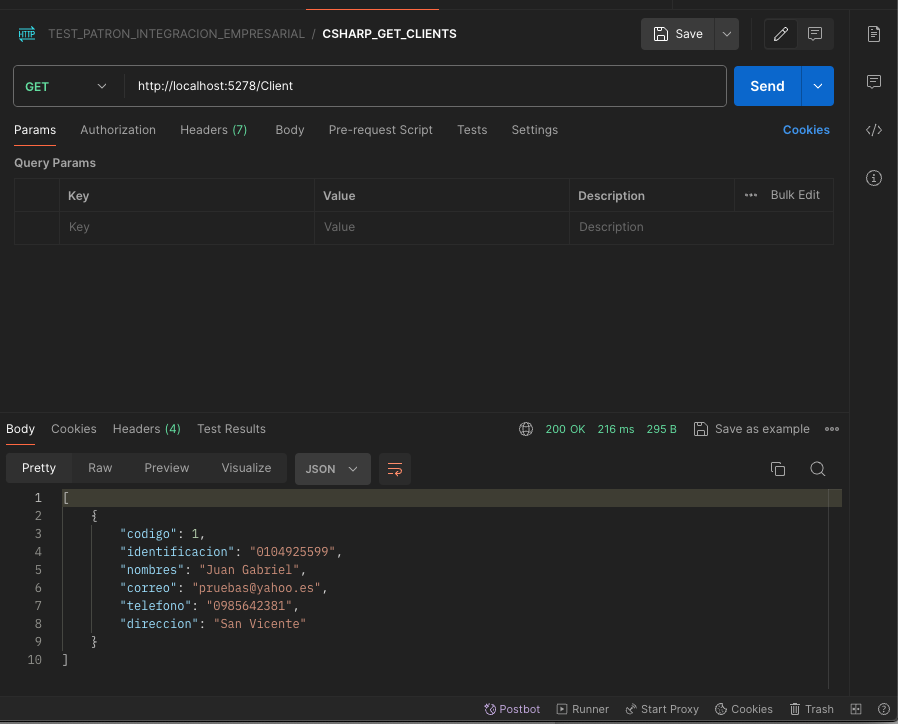 HTTP TEST_PATRON_INTEGRACION_EMPRESARIAL / CSHARP_GET_CLIENTS Save
GET http://localhost:5278/Client Send
Params Authorization Headers (7) Body Pre-request Script Tests Settings Cookies
Query Params
Key Value Description Bulk Edit
Key Value Description
Body Cookies Headers (4) Test Results 200 OK 216 ms 295 B Save as example
Pretty Raw Preview Visualize JSON
1 [
2 {
3 "codigo": 1,
4 "identificacion": "0104925599",
5 "nombres": "Juan Gabriel",
6 "correo": "pruebas@yahoo.es",
7 "telefono": "0985642381",
8 "direccion": "San Vicente"
9 }
10 ]
Postbot Runner Start Proxy Cookies Trash